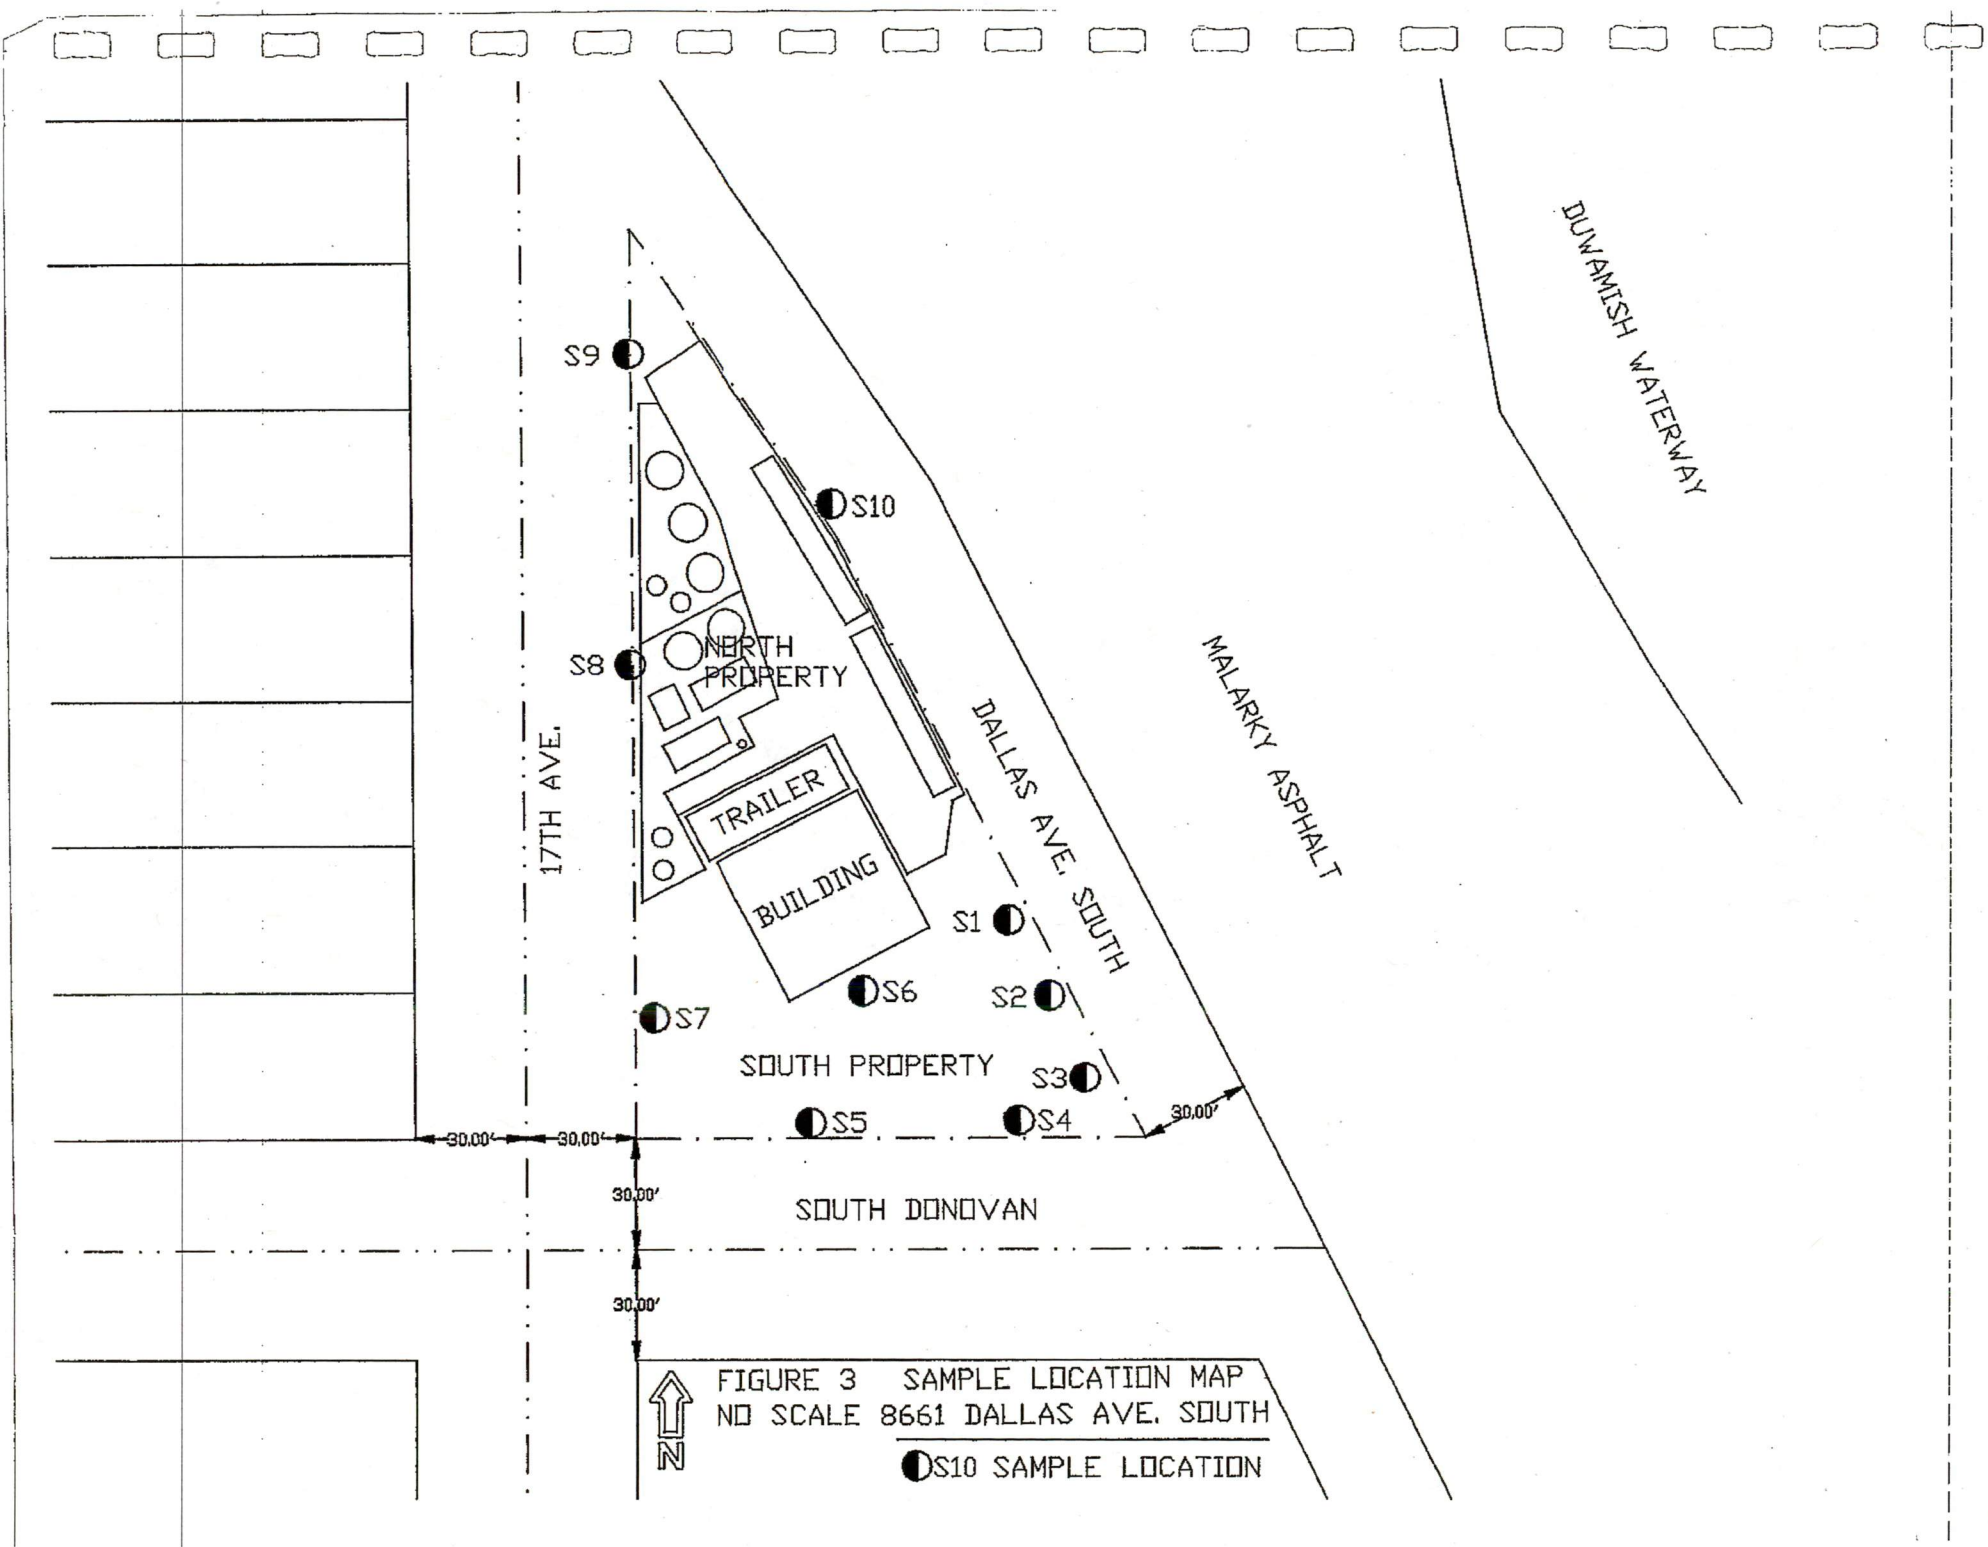 DUWAMISH WATERWAY
S9
S10
NORTH
PROPERTY
S8
MALARKY ASPHALT
DALLAS AVE. SOUTH
17TH AVE.
TRAILER
BUILDING
S1
S6
S2
S7
SOUTH PROPERTY
S3
S5
S4
30.00'
30.00'
30.00'
30.00'
SOUTH DONOVAN
30.00'
FIGURE 3 SAMPLE LOCATION MAP
NO SCALE 8661 DALLAS AVE. SOUTH
N
S10 SAMPLE LOCATION